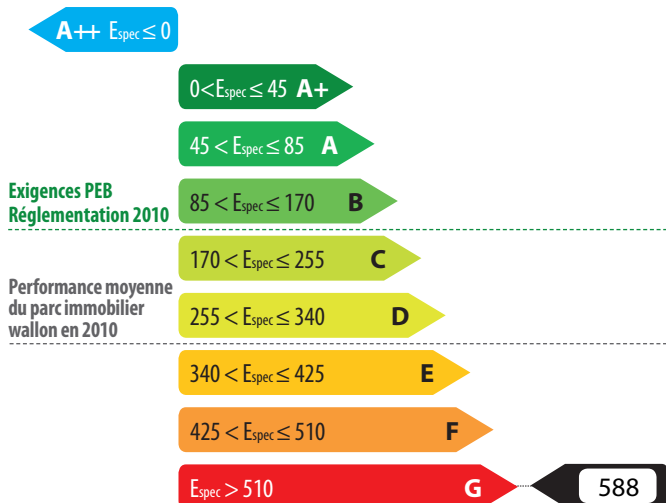 A++ Espec ≤ 0
0 < Espec ≤ 45 A+
45 < Espec ≤ 85 A
Exigences PEB
Réglementation 2010
85 < Espec ≤ 170 B
170 < Espec ≤ 255 C
Performance moyenne
du parc immobilier
wallon en 2010
255 < Espec ≤ 340 D
340 < Espec ≤ 425 E
425 < Espec ≤ 510 F
Espec > 510 G 588